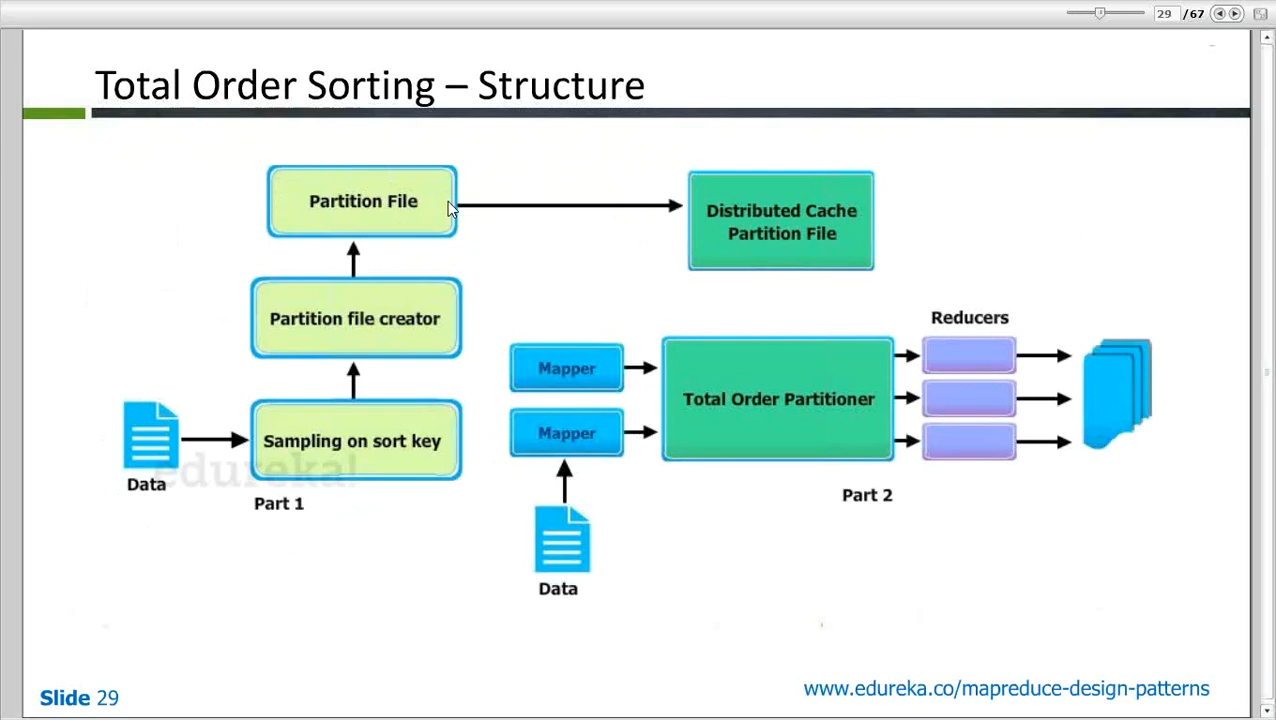 29 /67
Total Order Sorting – Structure
Partition File
Distributed Cache
Partition File
Partition file creator
Reducers
Mapper
Total Order Partitioner
Mapper
Sampling on sort key
edureka!
Data
Part 1
Part 2
Data
Slide 29
www.edureka.co/mapreduce-design-patterns